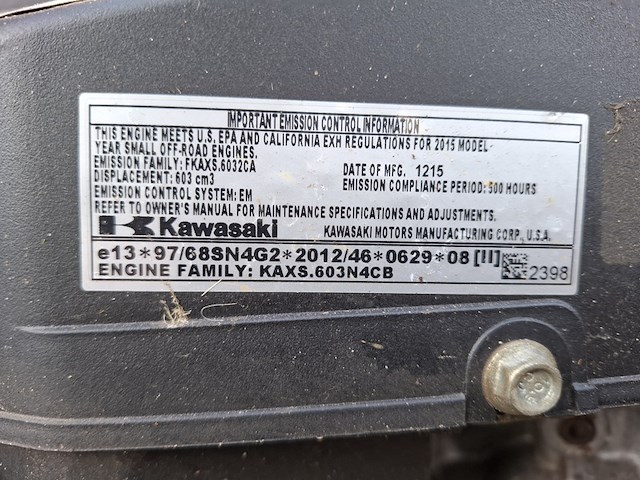 IMPORTANT EMISSION CONTROL INFORMATION
THIS ENGINE MEETS U.S. EPA AND CALIFORNIA EXH REGULATIONS FOR 2015 MODEL-
YEAR SMALL OFF-ROAD ENGINES.
EMISSION FAMILY: FKAXS.6032CA DATE OF MFG. 1215
DISPLACEMENT: 603 cm3 EMISSION COMPLIANCE PERIOD: 500 HOURS
EMISSION CONTROL SYSTEM: EM
REFER TO OWNER'S MANUAL FOR MAINTENANCE SPECIFICATIONS AND ADJUSTMENTS.
Kawasaki KAWASAKI MOTORS MANUFACTURING CORP., U.S.A.
e13*97/68SN4G2*2012/46*0629*08 [II]
ENGINE FAMILY: KAXS.603N4CB 2398